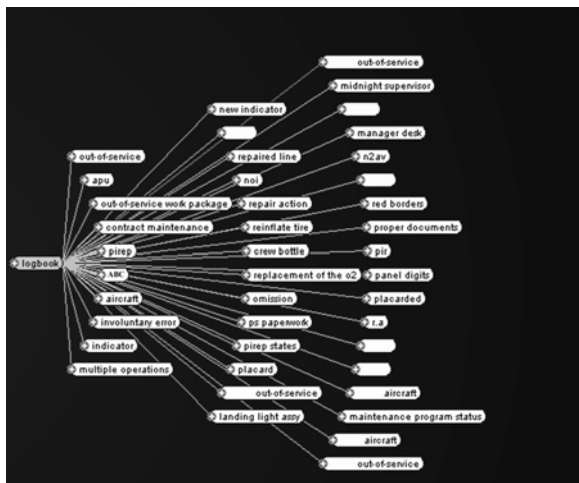 out-of-service
midnight supervisor
new indicator
manager desk
out-of-service
repaired line
n2av
apu
noi
out-of-service work package
repair action
red borders
contract maintenance
reinflate tire
proper documents
pirep
crew bottle
pir
logbook
ABC
replacement of the o2
panel digits
aircraft
omission
placarded
involuntary error
ps paperwork
r.a
indicator
pirep states
multiple operations
placard
out-of-service
aircraft
landing light assy
maintenance program status
aircraft
out-of-service